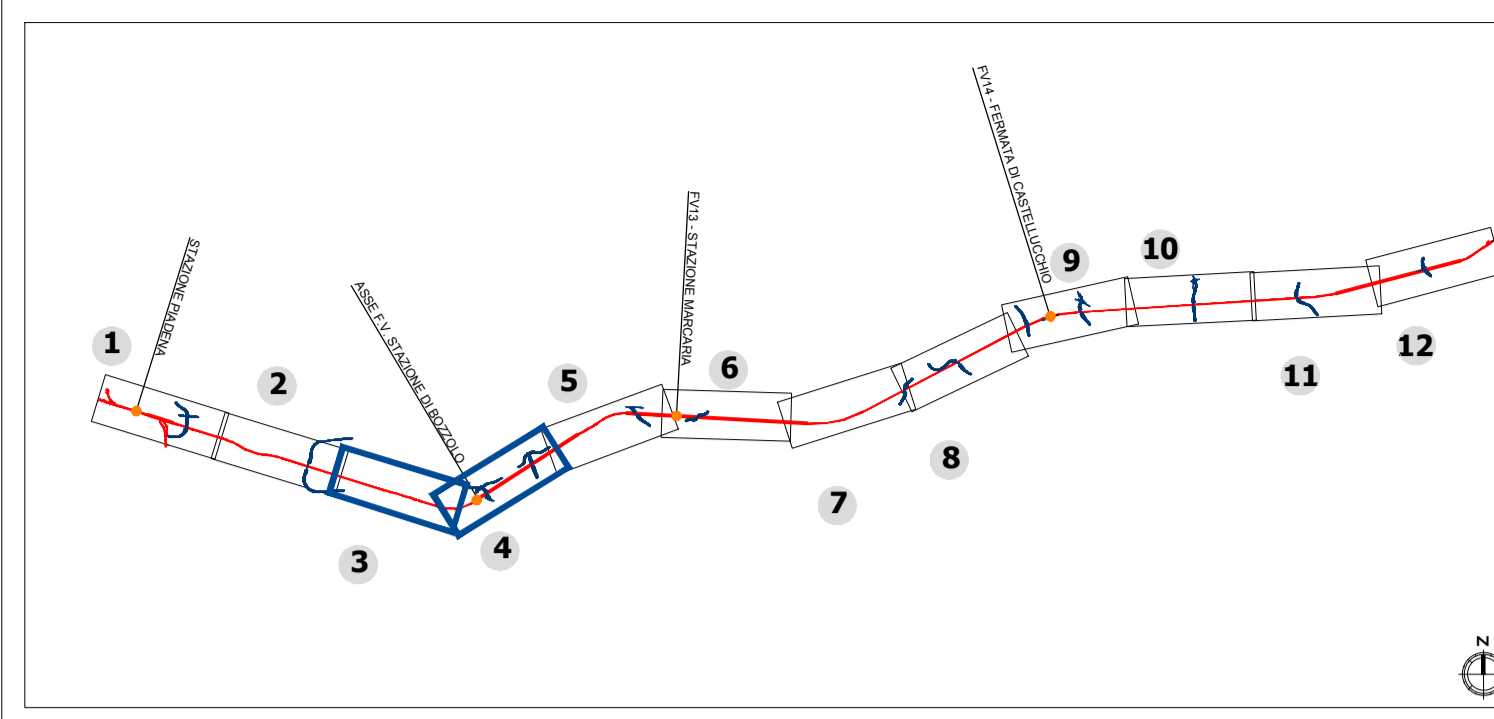 FV14 - FERMATA DI CASTELLUCCHIO
FV13 - STAZIONE MARCARIA
STAZIONE PIADENA
ASSE F.V. STAZIONE DI BOZZOLO
1
2
3
4
5
6
7
8
9
10
11
12
N